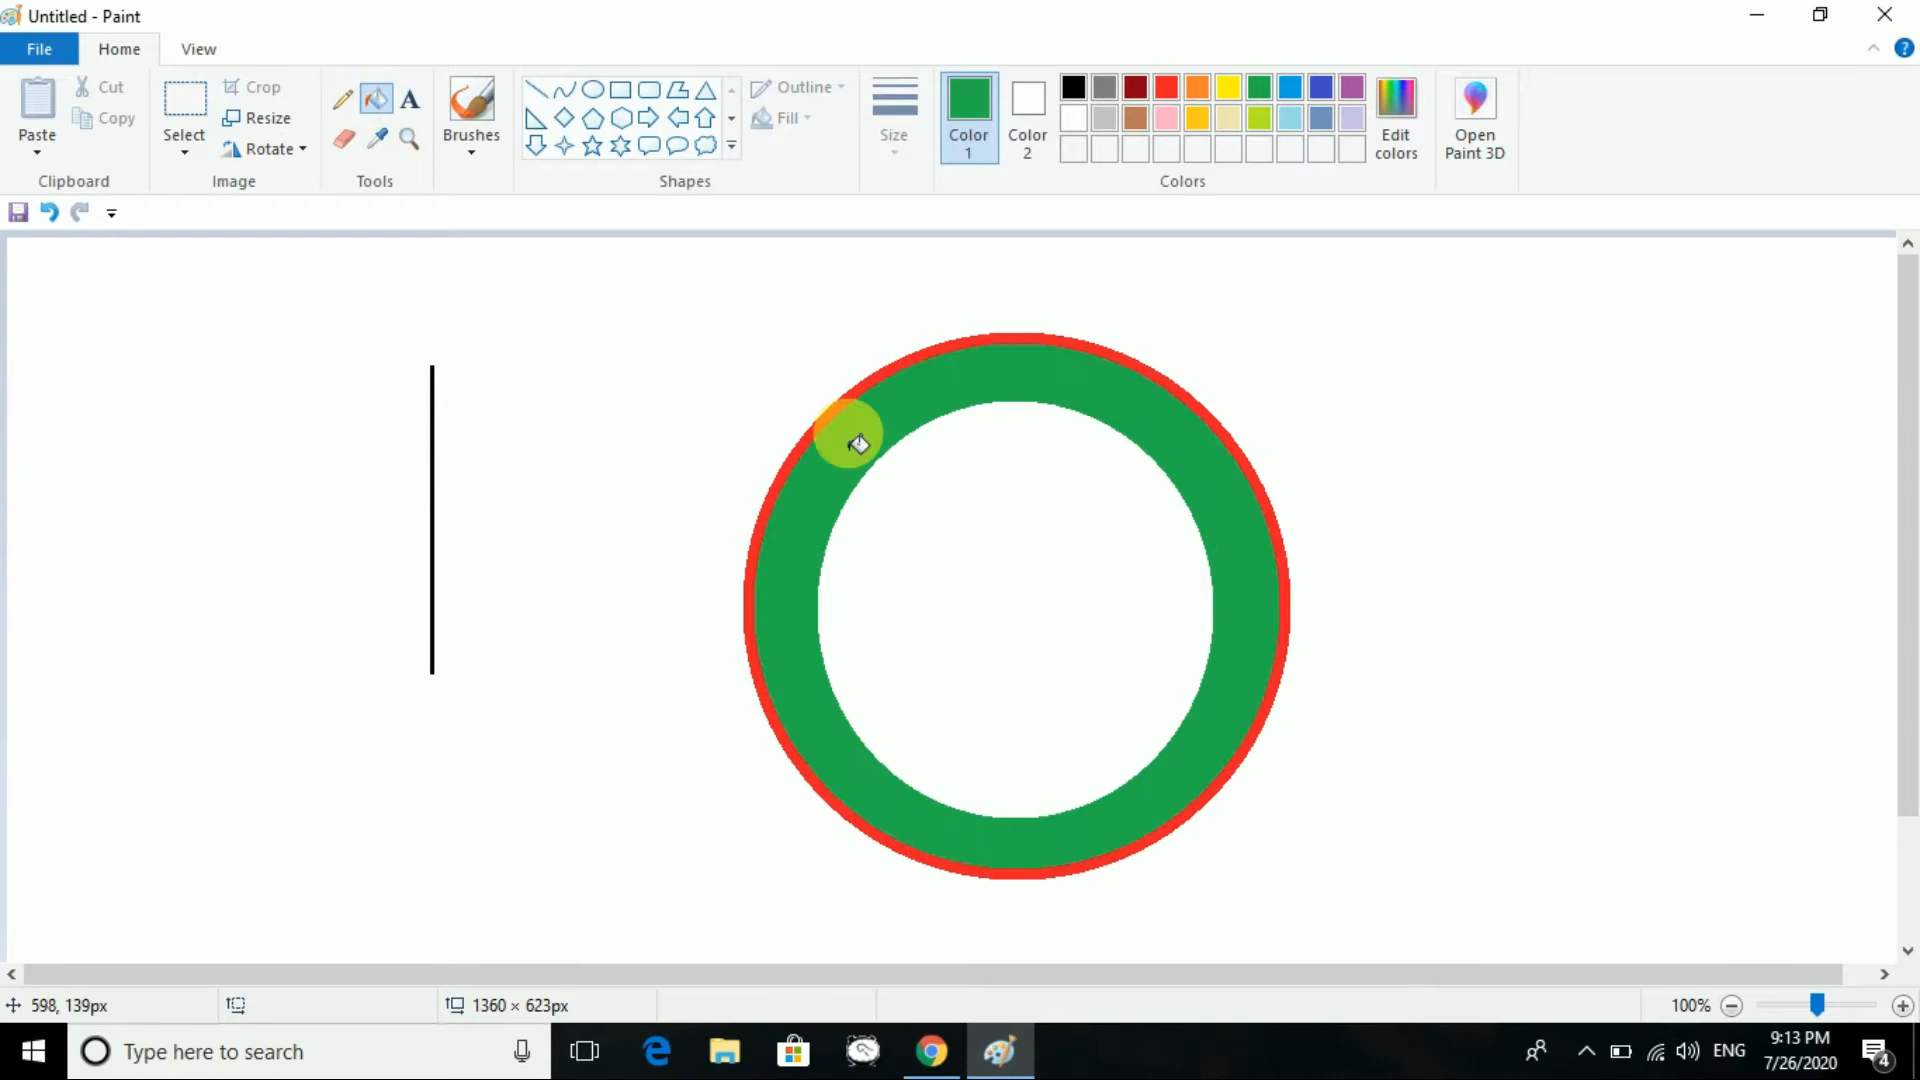 Untitled - Paint
File Home View
Paste
Cut
Copy
Clipboard
Select
Crop
Resize
Rotate
Image
A
Tools
Brushes
Outline
Fill
Shapes
Size
Color 1
Color 2
Edit colors
Colors
Open Paint 3D
598, 139px
1360 × 623px
100%
Type here to search
ENG
9:13 PM
7/26/2020
4